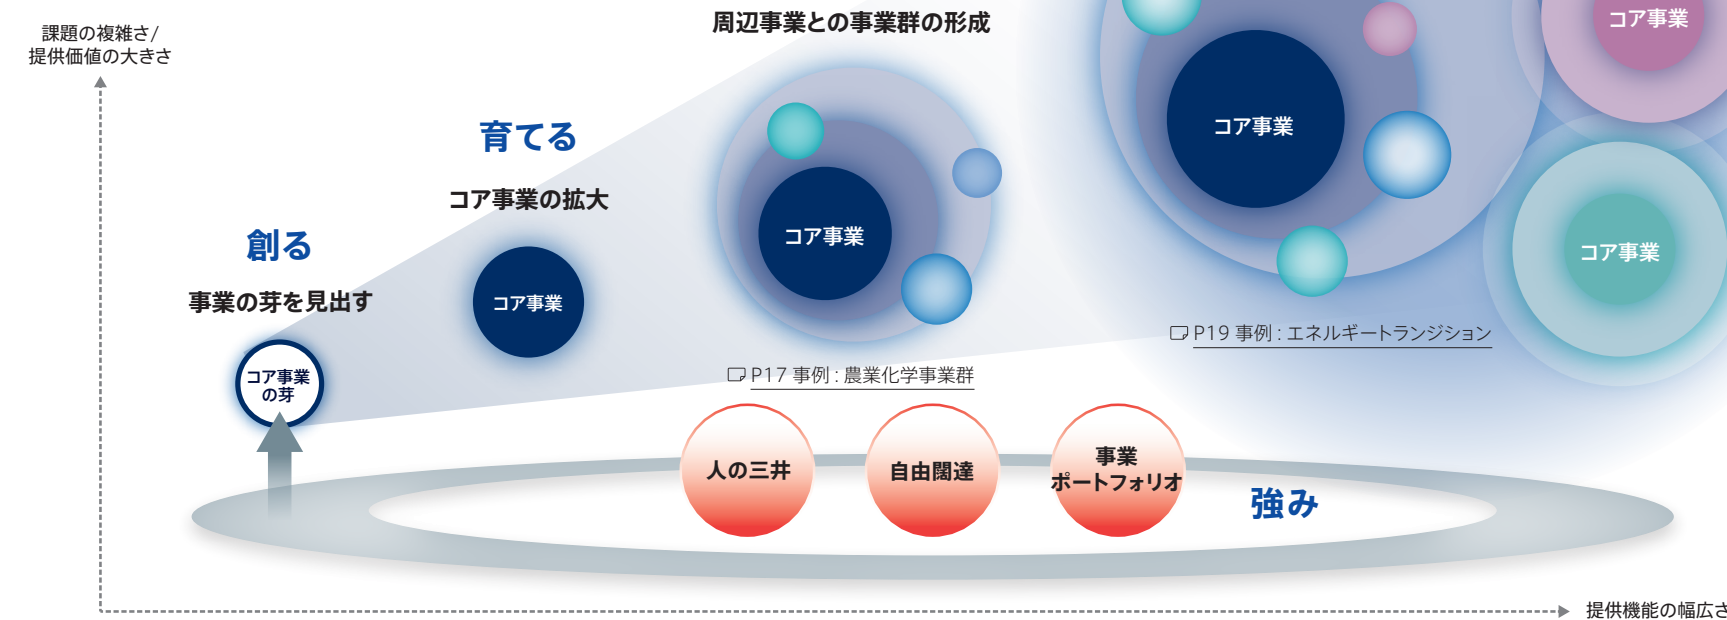 課題の複雑さ/
提供価値の大きさ
周辺事業との事業群の形成
コア事業
コア事業
育てる
コア事業の拡大
コア事業
創る
事業の芽を見出す
コア事業
コア事業
コア事業
の芽
P19 事例 : エネルギートランジション
P17 事例 : 農業化学事業群
人の三井
自由闊達
事業
ポートフォリオ
強み
提供機能の幅広さ